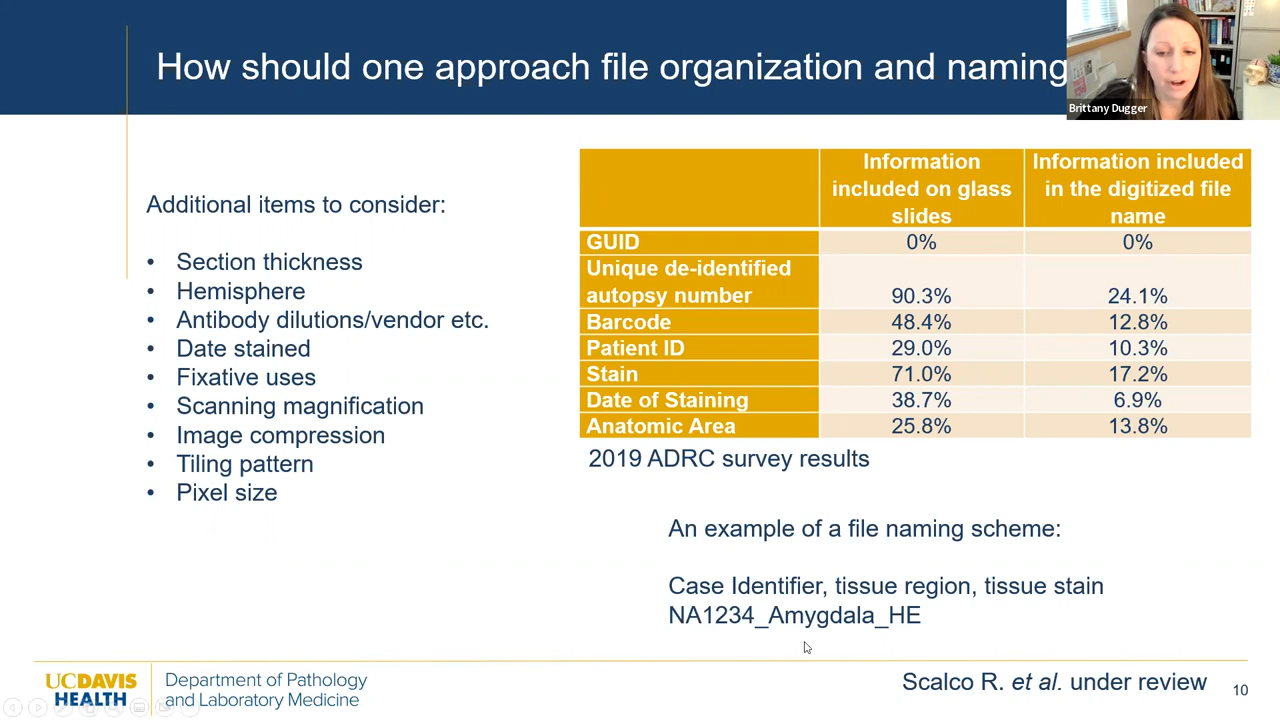 How should one approach file organization and naming
Brittany Dugger
Additional items to consider:
• Section thickness
• Hemisphere
• Antibody dilutions/vendor etc.
• Date stained
• Fixative uses
• Scanning magnification
• Image compression
• Tiling pattern
• Pixel size
Information included on glass slides
Information included in the digitized file name
GUID 0% 0%
Unique de-identified autopsy number 90.3% 24.1%
Barcode 48.4% 12.8%
Patient ID 29.0% 10.3%
Stain 71.0% 17.2%
Date of Staining 38.7% 6.9%
Anatomic Area 25.8% 13.8%
2019 ADRC survey results
An example of a file naming scheme:
Case Identifier, tissue region, tissue stain
NA1234_Amygdala_HE
UCDAVIS
HEALTH
Department of Pathology
and Laboratory Medicine
Scalco R. et al. under review
10